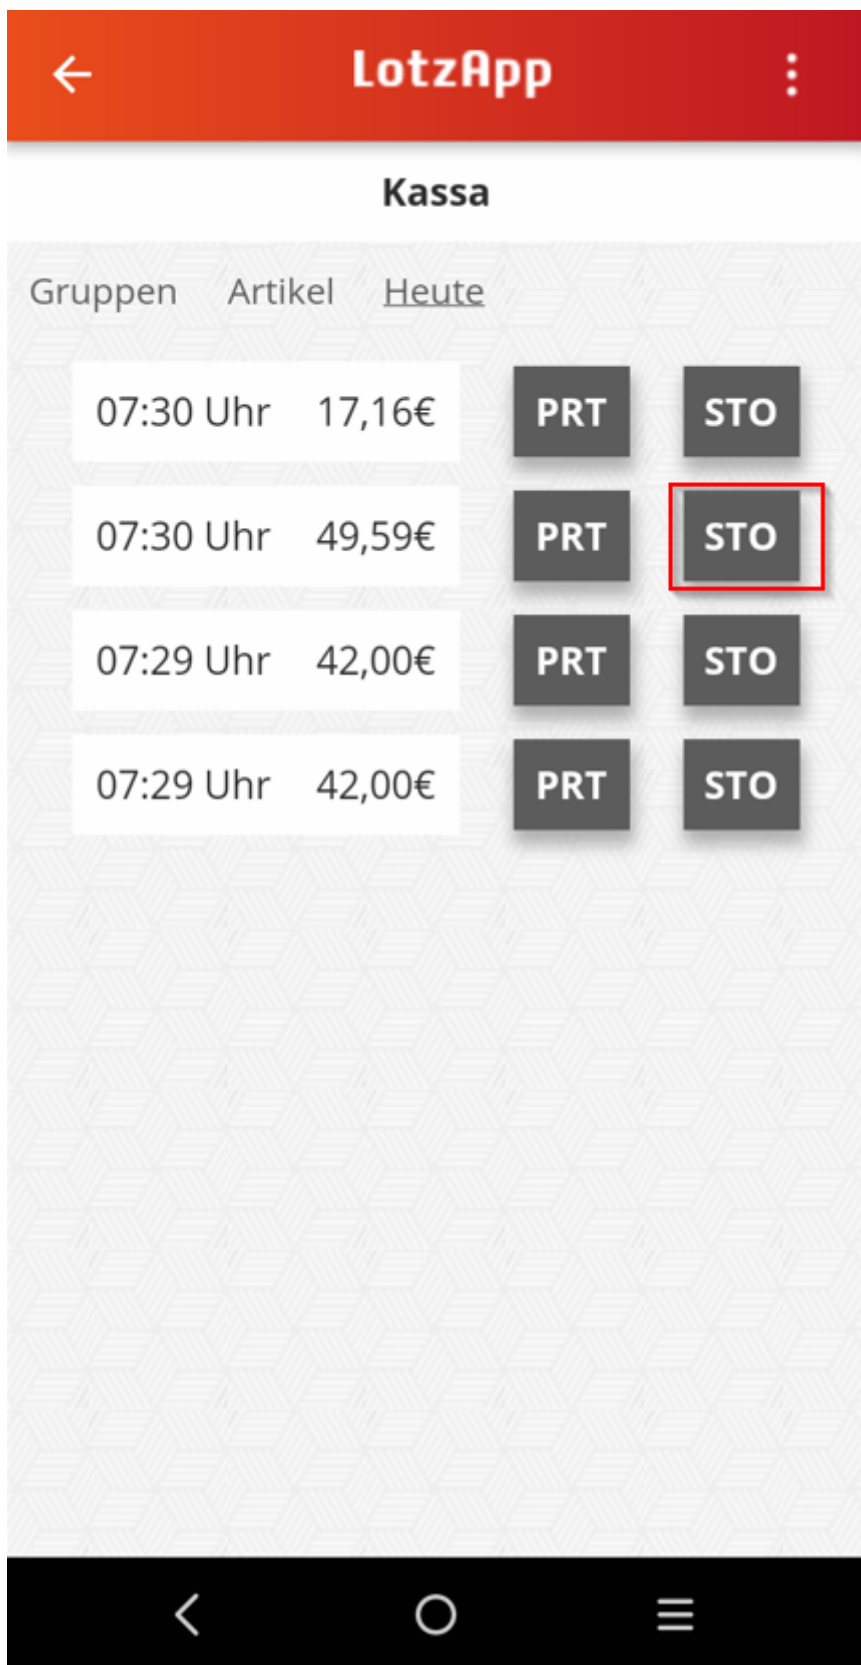 LotzApp
Kassa
Gruppen Artikel Heute
07:30 Uhr 17,16€ PRT STO
07:30 Uhr 49,59€ PRT STO
07:29 Uhr 42,00€ PRT STO
07:29 Uhr 42,00€ PRT STO